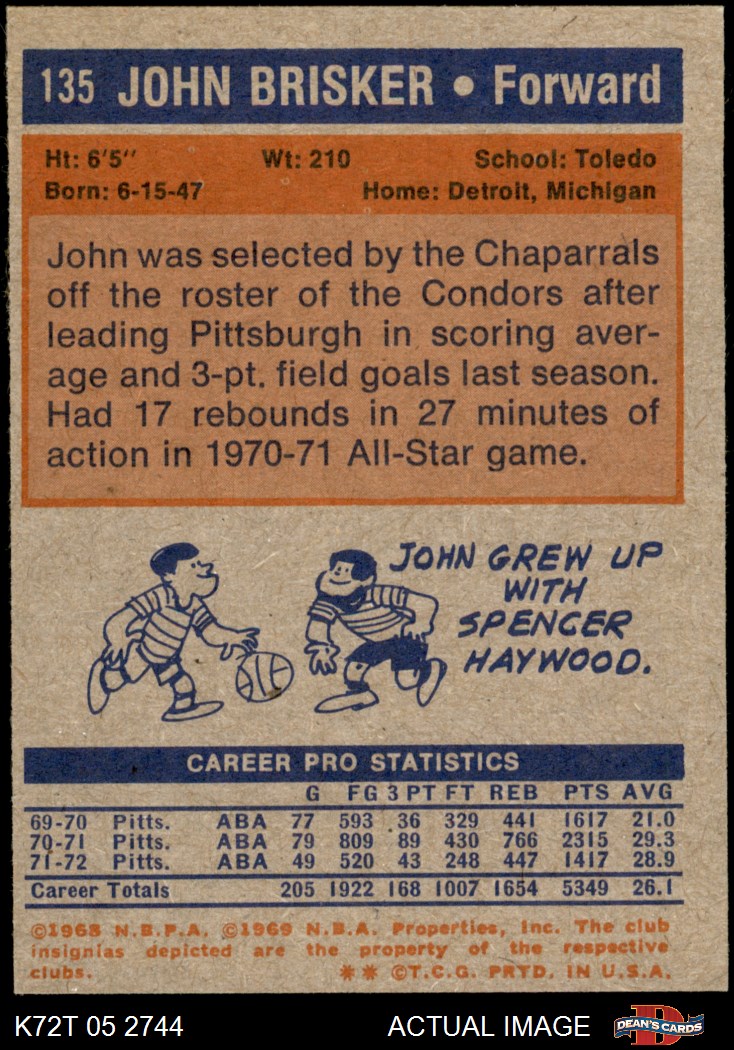 135 JOHN BRISKER • Forward
Ht: 6'5'' Wt: 210 School: Toledo
Born: 6-15-47 Home: Detroit, Michigan
John was selected by the Chaparrals
off the roster of the Condors after
leading Pittsburgh in scoring aver-
age and 3-pt. field goals last season.
Had 17 rebounds in 27 minutes of
action in 1970-71 All-Star game.
JOHN GREW UP
WITH
SPENCER
HAYWOOD.
CAREER PRO STATISTICS
G FG 3 PT FT REB PTS AVG
69-70 Pitts. ABA 77 593 36 329 441 1617 21.0
70-71 Pitts. ABA 79 809 89 430 766 2315 29.3
71-72 Pitts. ABA 49 520 43 248 447 1417 28.9
Career Totals 205 1922 168 1007 1654 5349 26.1
©1968 N.B.P.A. ©1969 N.B.A. Properties, Inc. The club
insignias depicted are the property of the respective
clubs. ** ©T.C.G. PRTD. IN U.S.A.
K72T 05 2744 ACTUAL IMAGE DEAN'S CARDS